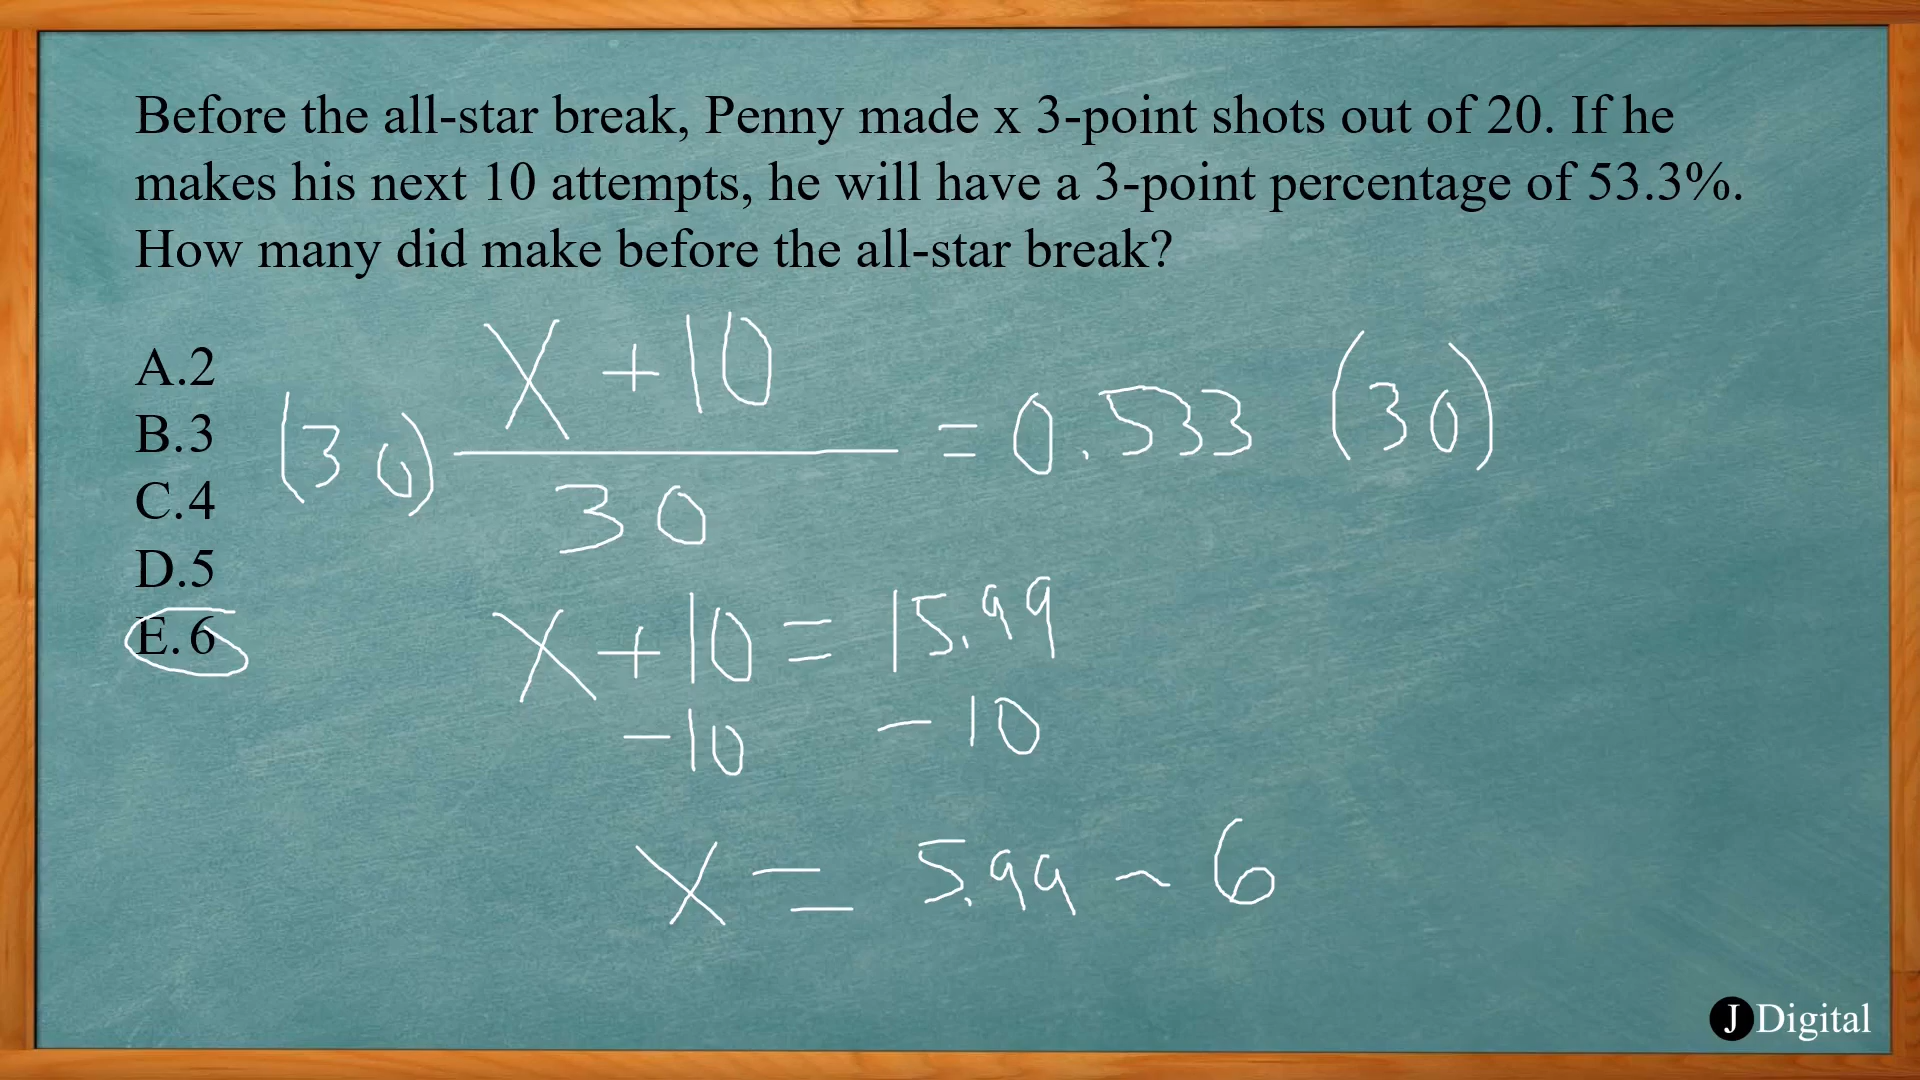 Before the all-star break, Penny made x 3-point shots out of 20. If he
makes his next 10 attempts, he will have a 3-point percentage of 53.3%.
How many did make before the all-star break?
A.2
B.3
C.4
D.5
E.6
(30) X+10 = 0.533 (30)
30
X+10 = 15.99
-10 -10
X = 5.99 ~ 6
J Digital